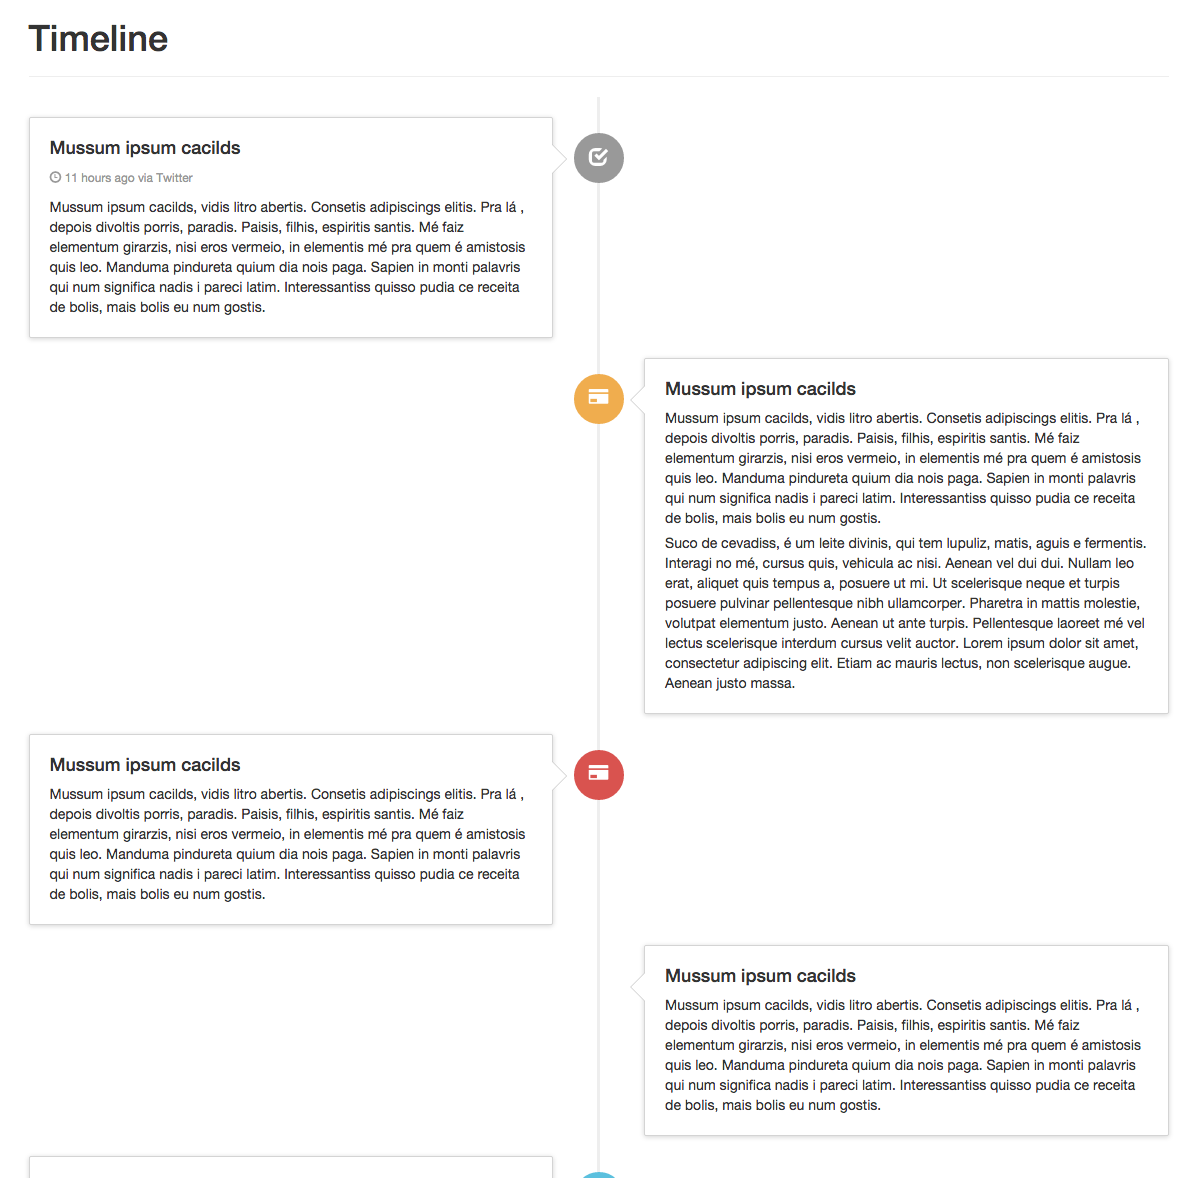 Timeline
Mussum ipsum cacilds
11 hours ago via Twitter
Mussum ipsum cacilds, vidis litro abertis. Consetis adipiscings elitis. Pra lá ,
depois divoltis porris, paradis. Paisis, filhis, espiritis santis. Mé faiz
elementum girarzis, nisi eros vermeio, in elementis mé pra quem é amistosis
quis leo. Manduma pindureta quium dia nois paga. Sapien in monti palavris
qui num significa nadis i pareci latim. Interessantiss quisso pudia ce receita
de bolis, mais bolis eu num gostis.
Mussum ipsum cacilds
Mussum ipsum cacilds, vidis litro abertis. Consetis adipiscings elitis. Pra lá ,
depois divoltis porris, paradis. Paisis, filhis, espiritis santis. Mé faiz
elementum girarzis, nisi eros vermeio, in elementis mé pra quem é amistosis
quis leo. Manduma pindureta quium dia nois paga. Sapien in monti palavris
qui num significa nadis i pareci latim. Interessantiss quisso pudia ce receita
de bolis, mais bolis eu num gostis.
Suco de cevadiss, é um leite divinis, qui tem lupuliz, matis, aguis e fermentis.
Interagi no mé, cursus quis, vehicula ac nisi. Aenean vel dui dui. Nullam leo
erat, aliquet quis tempus a, posuere ut mi. Ut scelerisque neque et turpis
posuere pulvinar pellentesque nibh ullamcorper. Pharetra in mattis molestie,
volutpat elementum justo. Aenean ut ante turpis. Pellentesque laoreet mé vel
lectus scelerisque interdum cursus velit auctor. Lorem ipsum dolor sit amet,
consectetur adipiscing elit. Etiam ac mauris lectus, non scelerisque augue.
Aenean justo massa.
Mussum ipsum cacilds
Mussum ipsum cacilds, vidis litro abertis. Consetis adipiscings elitis. Pra lá ,
depois divoltis porris, paradis. Paisis, filhis, espiritis santis. Mé faiz
elementum girarzis, nisi eros vermeio, in elementis mé pra quem é amistosis
quis leo. Manduma pindureta quium dia nois paga. Sapien in monti palavris
qui num significa nadis i pareci latim. Interessantiss quisso pudia ce receita
de bolis, mais bolis eu num gostis.
Mussum ipsum cacilds
Mussum ipsum cacilds, vidis litro abertis. Consetis adipiscings elitis. Pra lá ,
depois divoltis porris, paradis. Paisis, filhis, espiritis santis. Mé faiz
elementum girarzis, nisi eros vermeio, in elementis mé pra quem é amistosis
quis leo. Manduma pindureta quium dia nois paga. Sapien in monti palavris
qui num significa nadis i pareci latim. Interessantiss quisso pudia ce receita
de bolis, mais bolis eu num gostis.